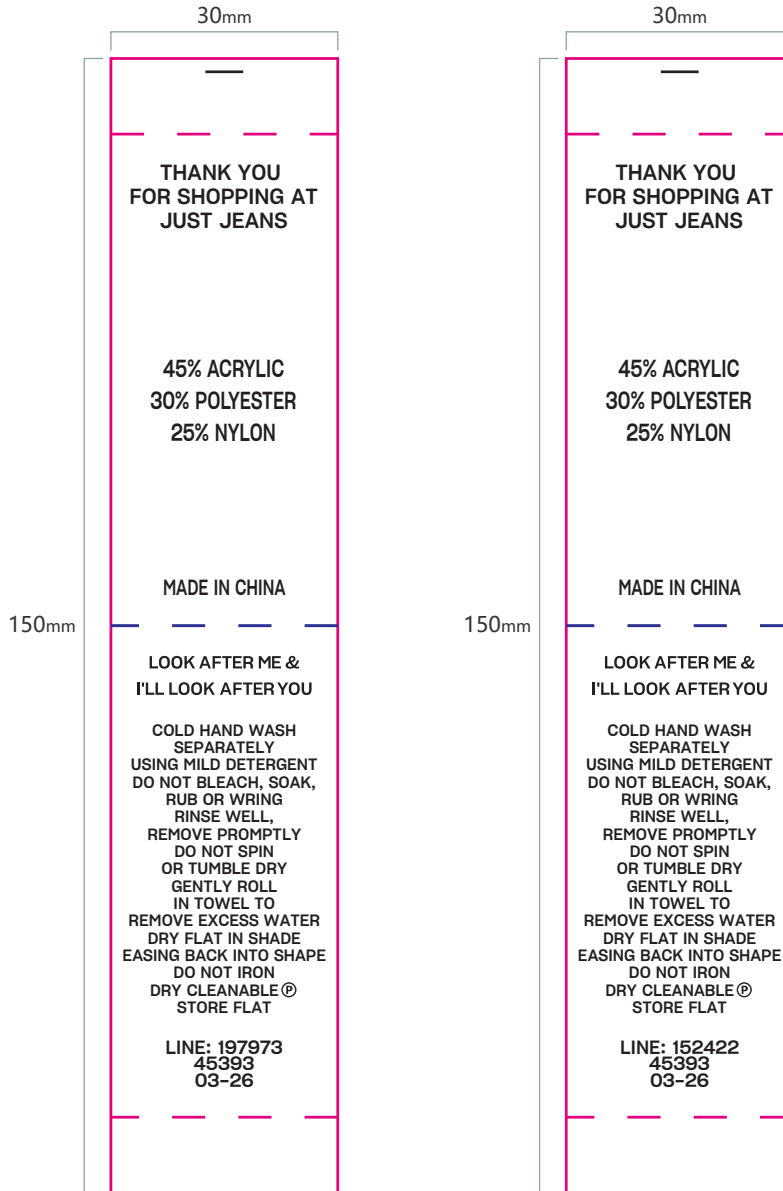 30mm
THANK YOU
FOR SHOPPING AT
JUST JEANS
45% ACRYLIC
30% POLYESTER
25% NYLON
MADE IN CHINA
150mm
LOOK AFTER ME &
I'LL LOOK AFTER YOU
COLD HAND WASH
SEPARATELY
USING MILD DETERGENT
DO NOT BLEACH, SOAK,
RUB OR WRING
RINSE WELL,
REMOVE PROMPTLY
DO NOT SPIN
OR TUMBLE DRY
GENTLY ROLL
IN TOWEL TO
REMOVE EXCESS WATER
DRY FLAT IN SHADE
EASING BACK INTO SHAPE
DO NOT IRON
DRY CLEANABLE Ⓟ
STORE FLAT
LINE: 197973
45393
03-26
30mm
THANK YOU
FOR SHOPPING AT
JUST JEANS
45% ACRYLIC
30% POLYESTER
25% NYLON
MADE IN CHINA
150mm
LOOK AFTER ME &
I'LL LOOK AFTER YOU
COLD HAND WASH
SEPARATELY
USING MILD DETERGENT
DO NOT BLEACH, SOAK,
RUB OR WRING
RINSE WELL,
REMOVE PROMPTLY
DO NOT SPIN
OR TUMBLE DRY
GENTLY ROLL
IN TOWEL TO
REMOVE EXCESS WATER
DRY FLAT IN SHADE
EASING BACK INTO SHAPE
DO NOT IRON
DRY CLEANABLE Ⓟ
STORE FLAT
LINE: 152422
45393
03-26